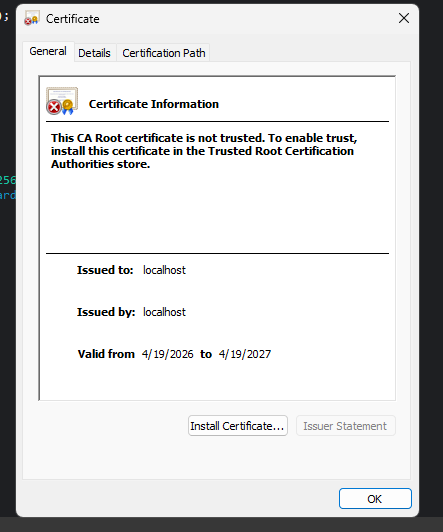 );
Certificate
General Details Certification Path
Certificate Information
This CA Root certificate is not trusted. To enable trust,
install this certificate in the Trusted Root Certification
Authorities store.
256
ard
Issued to: localhost
Issued by: localhost
Valid from 4/19/2026 to 4/19/2027
Install Certificate... Issuer Statement
OK